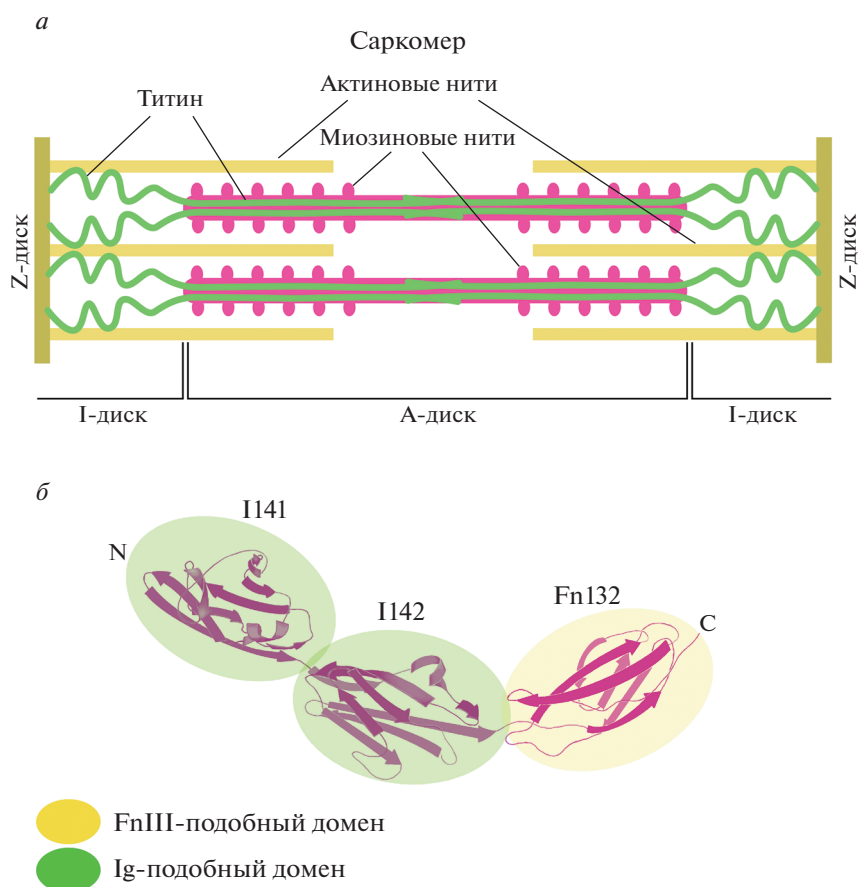 а
Саркомер
Титин
Актиновые нити
Миозиновые нити
Z-диск
Z-диск
I-диск
А-диск
I-диск
б
I141
N
I142
Fn132
C
FnIII-подобный домен
Ig-подобный домен